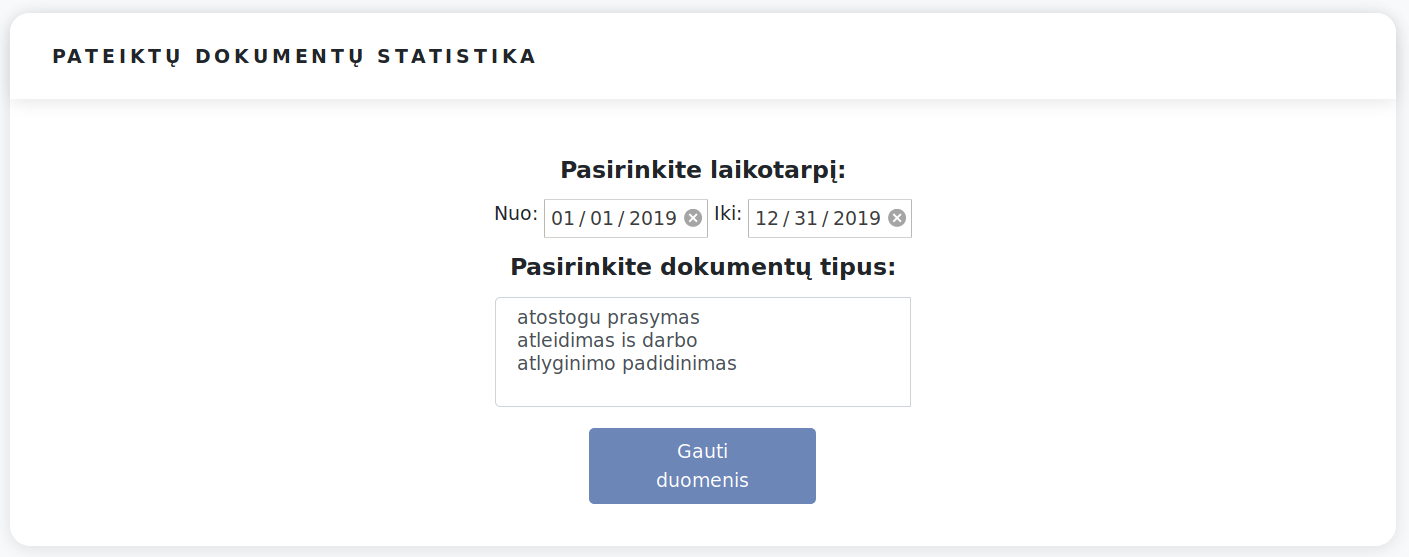 PATEIKTŲ DOKUMENTŲ STATISTIKA
Pasirinkite laikotarpį:
Nuo: 01 / 01 / 2019 Iki: 12 / 31 / 2019
Pasirinkite dokumentų tipus:
atostogu prasymas
atleidimas is darbo
atlyginimo padidinimas
Gauti
duomenis